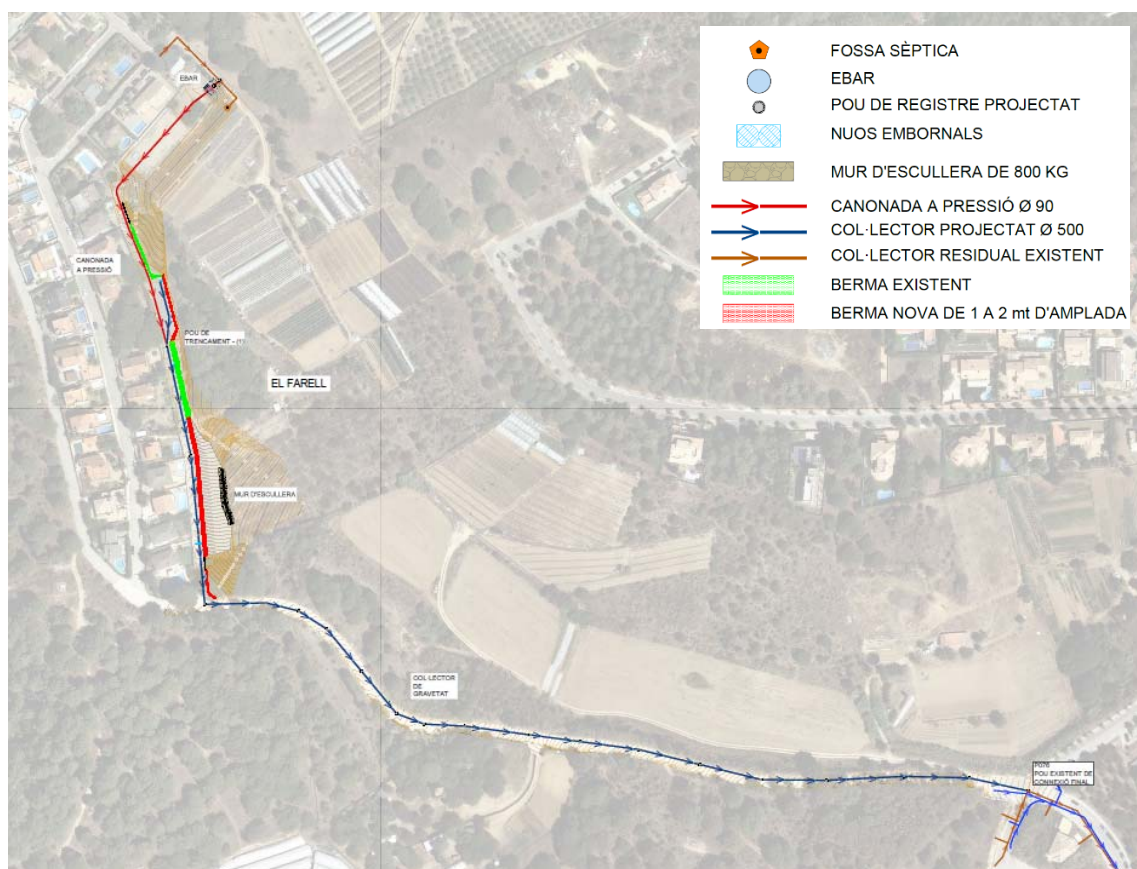 FOSSA SÈPTICA
EBAR
POU DE REGISTRE PROJECTAT
NUOS EMBORNALS
MUR D'ESCULLERA DE 800 KG
CANONADA A PRESSIÓ Ø 90
COL·LECTOR PROJECTAT Ø 500
COL·LECTOR RESIDUAL EXISTENT
BERMA EXISTENT
BERMA NOVA DE 1 A 2 mt D'AMPLADA
EBAR
CANONADA
A PRESSIÓ
POU DE
TRENCAMENT - (1)
EL FARELL
MUR D'ESCULLERA
COL·LECTOR
DE
GRAVETAT
P076
POU EXISTENT DE
CONNEXIÓ FINAL